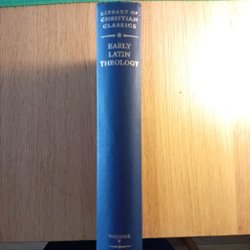 LIBRARY OF
CHRISTIAN
CLASSICS
EARLY
LATIN
THEOLOGY
VOLUME
V